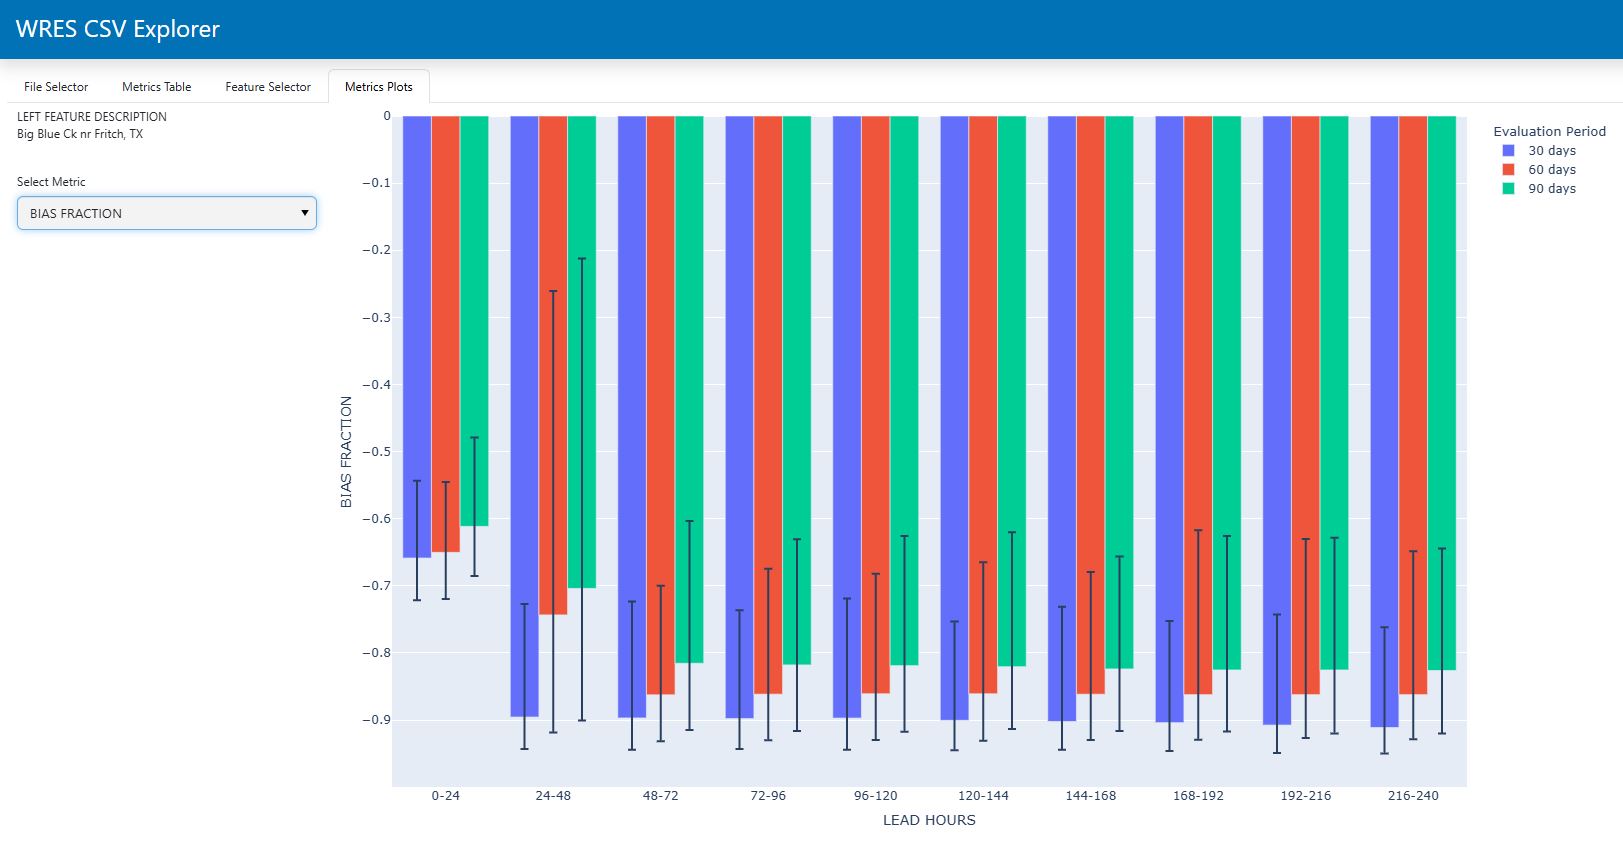 WRES CSV Explorer
File Selector
Metrics Table
Feature Selector
Metrics Plots
LEFT FEATURE DESCRIPTION
Big Blue Ck nr Fritch, TX
Select Metric
BIAS FRACTION
BIAS FRACTION
0
−0.1
−0.2
−0.3
−0.4
−0.5
−0.6
−0.7
−0.8
−0.9
0-24
24-48
48-72
72-96
96-120
120-144
144-168
168-192
192-216
216-240
LEAD HOURS
Evaluation Period
30 days
60 days
90 days